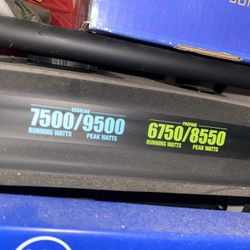 GASOLINE
7500/9500
RUNNING WATTS PEAK WATTS
PROPANE
6750/8550
RUNNING WATTS PEAK WATTS